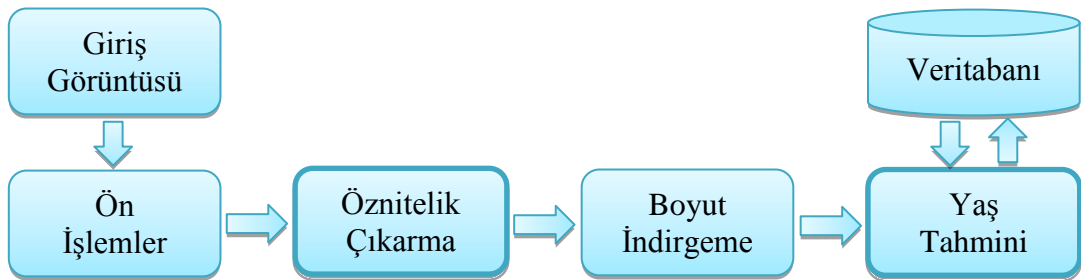 Giriş
Görüntüsü
Veritabanı
Ön
İşlemler
Öznitelik
Çıkarma
Boyut
İndirgeme
Yaş
Tahmini